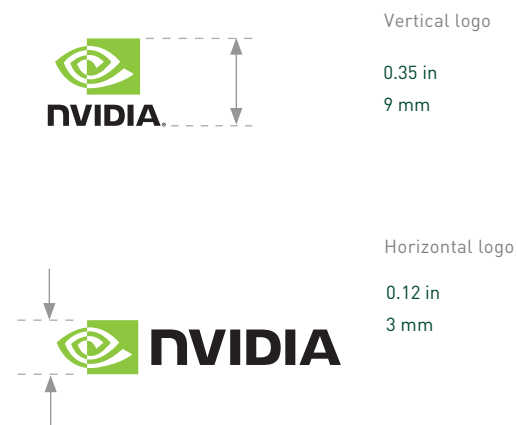 Vertical logo
0.35 in
9 mm
NVIDIA®
Horizontal logo
0.12 in
3 mm
NVIDIA